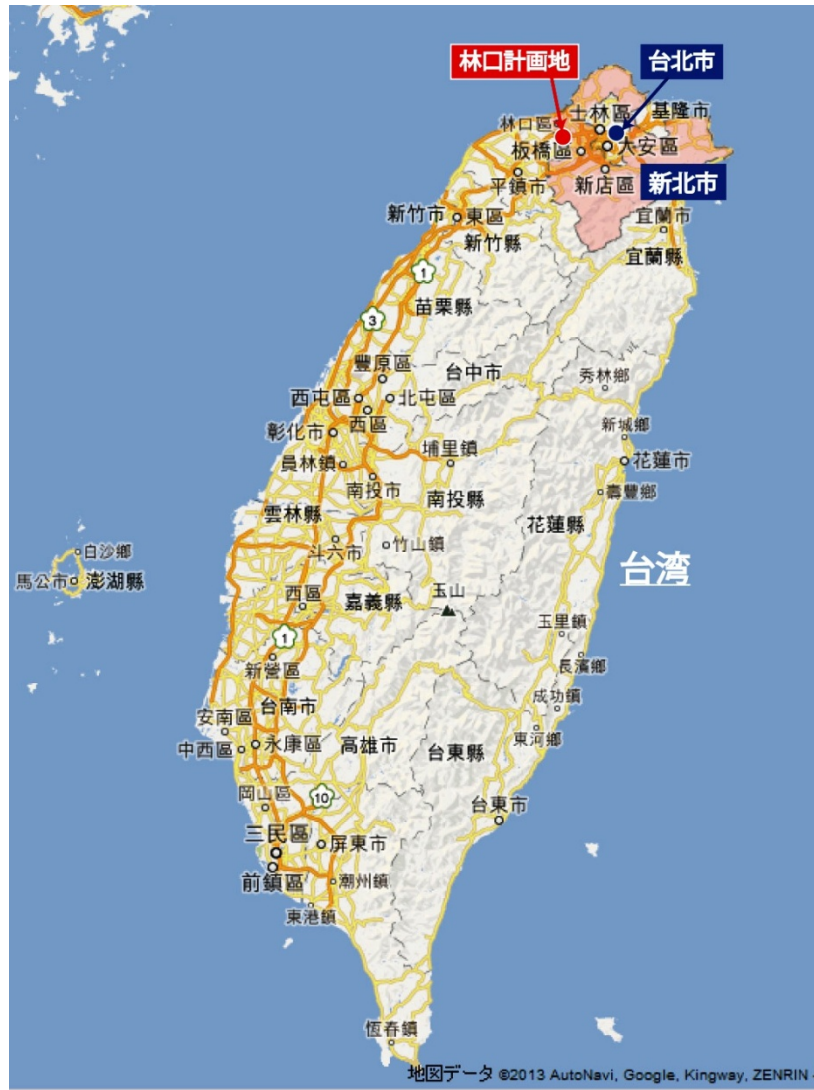 林口計画地
台北市
士林區
基隆市
林口區
板橋區
大安區
平鎮市
新店區
新北市
新竹市
東區
宜蘭市
新竹縣
宜蘭縣
1
苗栗縣
3
豐原區
台中市
秀林鄉
西屯區
北屯區
西區
新城鄉
彰化市
員林鎮
埔里鎮
花蓮市
南投市
南投縣
壽豐鄉
雲林縣
花蓮縣
斗六市
竹山鎮
白沙鄉
台湾
馬公市
澎湖縣
西區
嘉義縣
玉山
玉里鎮
1
新營區
長濱鄉
台南市
成功鎮
安南區
東河鄉
中西區
永康區
高雄市
台東縣
岡山區
10
台東市
三民區
屏東市
前鎮區
潮州鎮
東港鎮
恆春鎮
地図データ ©2013 AutoNavi, Google, Kingway, ZENRIN -